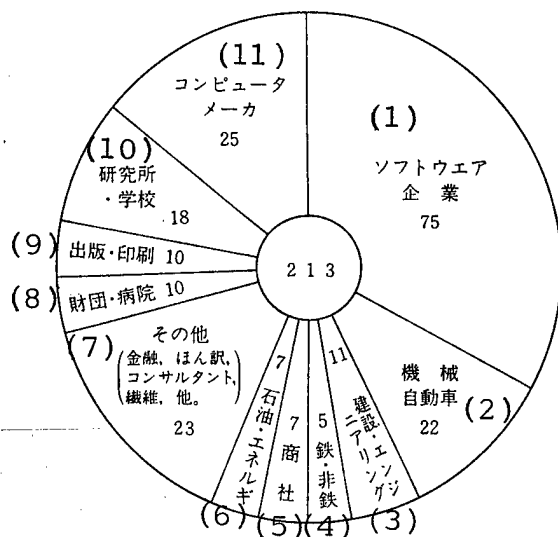 (1)
ソフトウエア
企業
75
機械
自動車
22
(2)
11
建設・エンジ
ニアリング
(3)
5 鉄・非鉄
(4)
7 商社
(5)
7 石油・エネルギ
(6)
(7)
その他
(金融，ほん訳，
コンサルタント，
繊維，他。)
23
(8)
財団・病院 10
(9)
出版・印刷 10
(10)
研究所
・学校
18
(11)
コンピュータ
メーカ
25
213